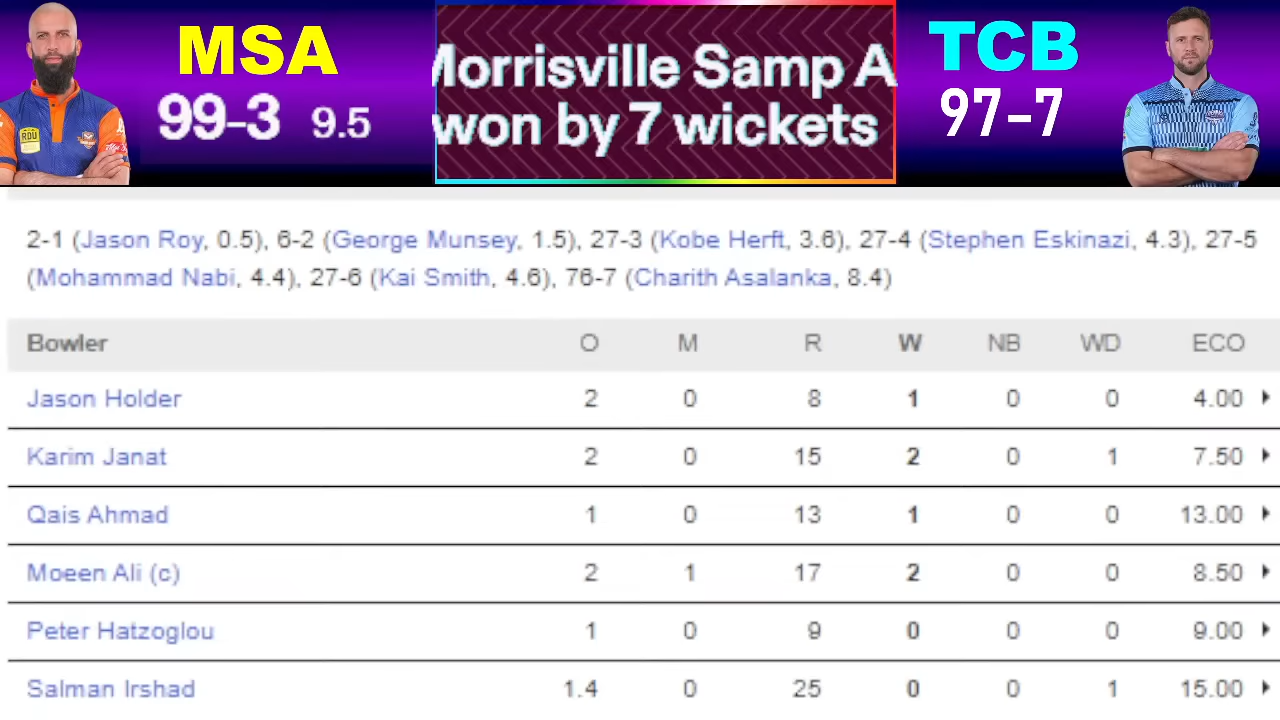 MSA
99-3 9.5
Morrisville Samp A
won by 7 wickets
TCB
97-7
RDU
2-1 (Jason Roy, 0.5), 6-2 (George Munsey, 1.5), 27-3 (Kobe Herft, 3.6), 27-4 (Stephen Eskinazi, 4.3), 27-5
(Mohammad Nabi, 4.4), 27-6 (Kai Smith, 4.6), 76-7 (Charith Asalanka, 8.4)
Bowler O M R W NB WD ECO
Jason Holder 2 0 8 1 0 0 4.00
Karim Janat 2 0 15 2 0 1 7.50
Qais Ahmad 1 0 13 1 0 0 13.00
Moeen Ali (c) 2 1 17 2 0 0 8.50
Peter Hatzoglou 1 0 9 0 0 0 9.00
Salman Irshad 1.4 0 25 0 0 1 15.00